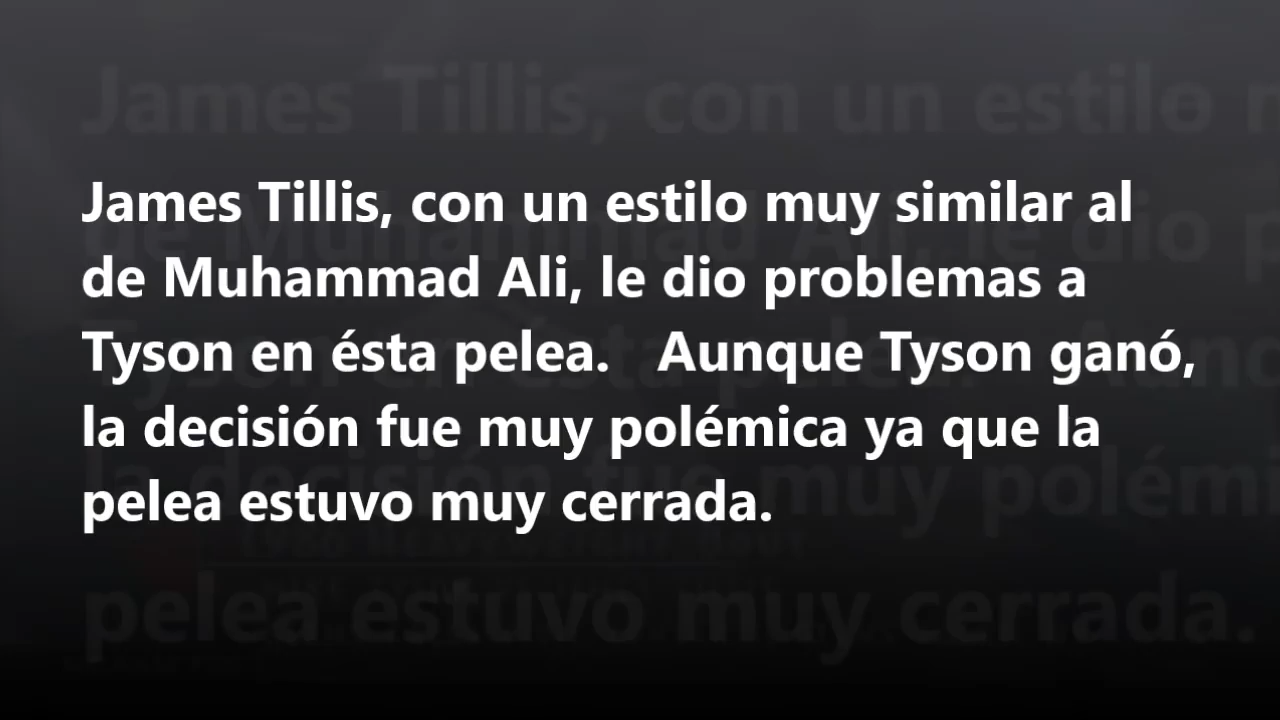 James Tillis, con un estilo muy similar al
de Muhammad Ali, le dio problemas a
Tyson en ésta pelea.   Aunque Tyson ganó,
la decisión fue muy polémica ya que la
pelea estuvo muy cerrada.